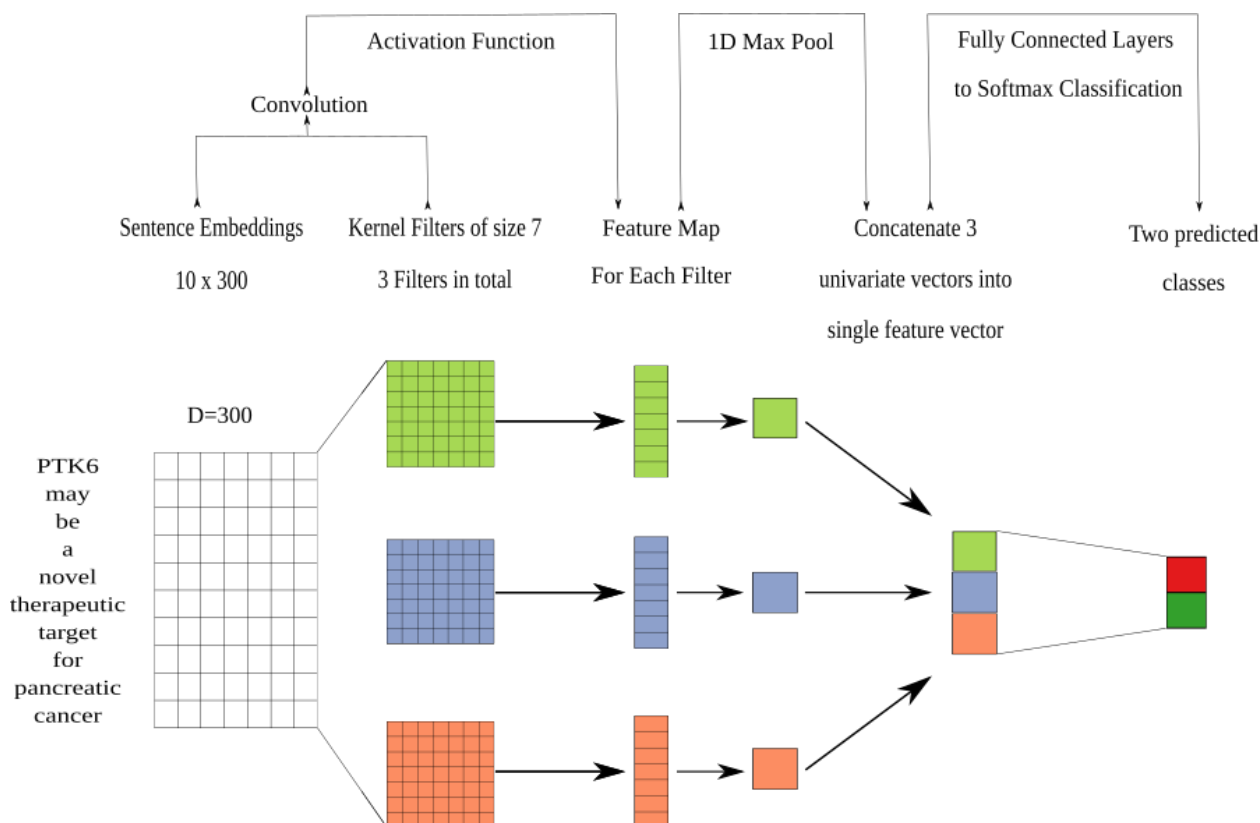 Activation Function
1D Max Pool
Fully Connected Layers
to Softmax Classification
Convolution
Sentence Embeddings
10 x 300
Kernel Filters of size 7
3 Filters in total
Feature Map
For Each Filter
Concatenate 3
univariate vectors into
single feature vector
Two predicted
classes
D=300
PTK6
may
be
a
novel
therapeutic
target
for
pancreatic
cancer